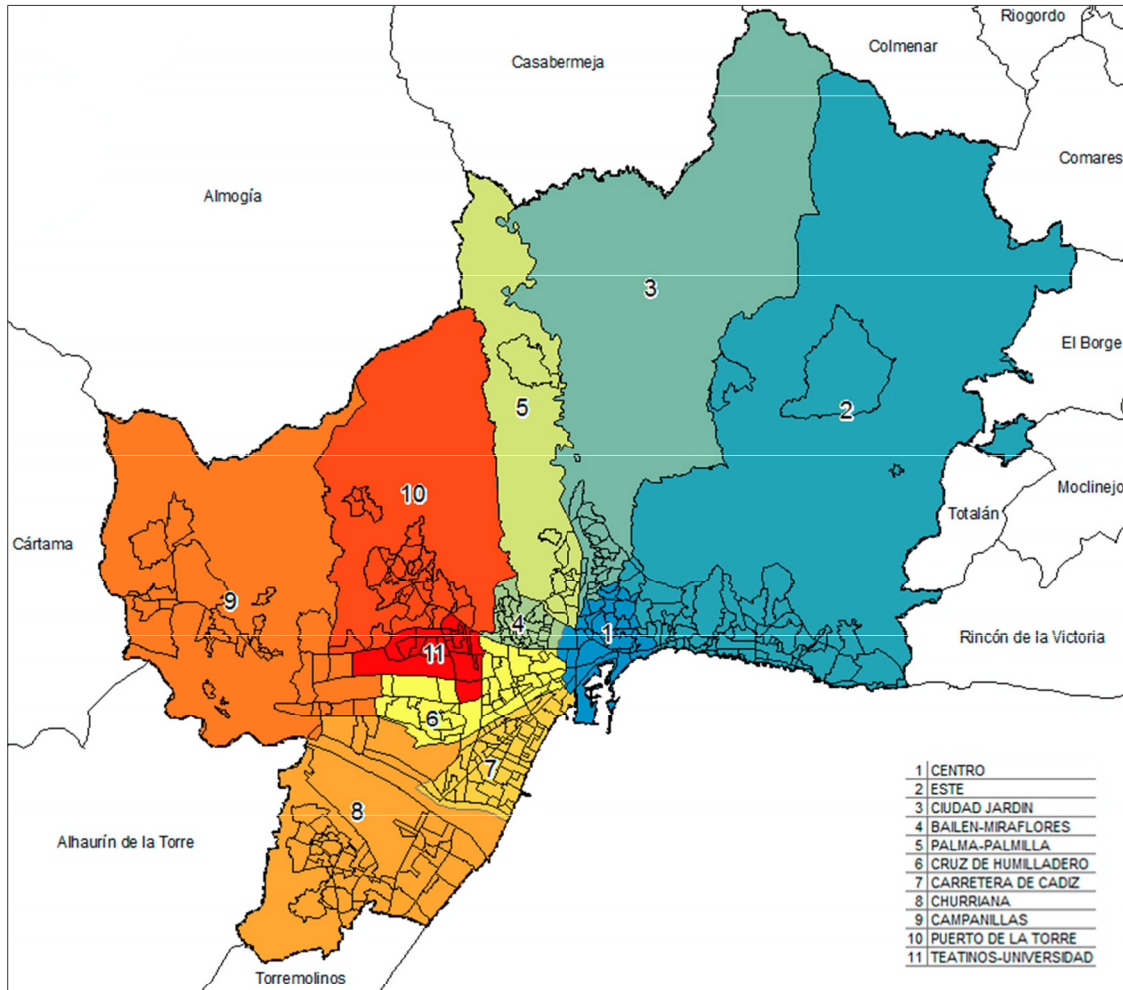 Riogordo
Colmenar
Casabermeja
Comares
Almogía
3
El Borge
5
2
10
Moclinejo
Totalán
Cártama
9
4
1
Rincón de la Victoria
11
6
7
8
Alhaurín de la Torre
Torremolinos
1 CENTRO
2 ESTE
3 CIUDAD JARDIN
4 BAILEN-MIRAFLORES
5 PALMA-PALMILLA
6 CRUZ DE HUMILLADERO
7 CARRETERA DE CADIZ
8 CHURRIANA
9 CAMPANILLAS
10 PUERTO DE LA TORRE
11 TEATINOS-UNIVERSIDAD